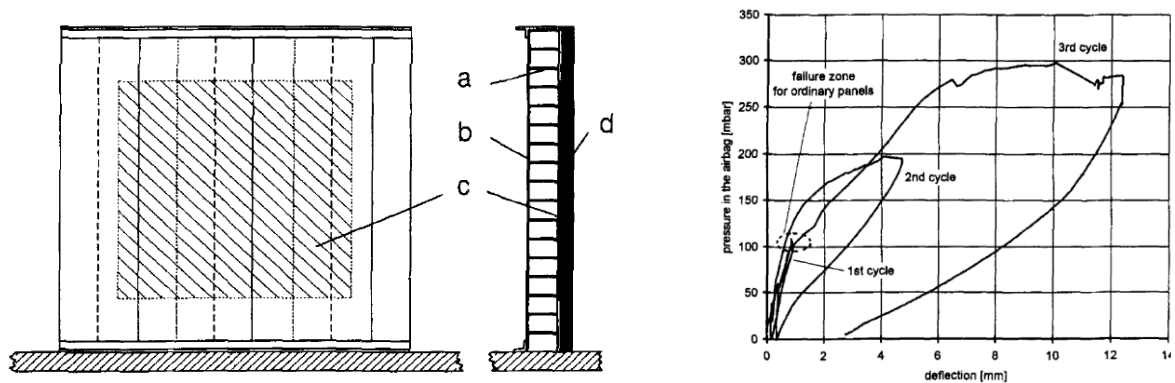 a
b
c
d
pressure in the airbag [mbar]
350
300
250
200
150
100
50
0
failure zone
for ordinary panels
3rd cycle
2nd cycle
1st cycle
0
2
4
6
8
10
12
14
deflection [mm]